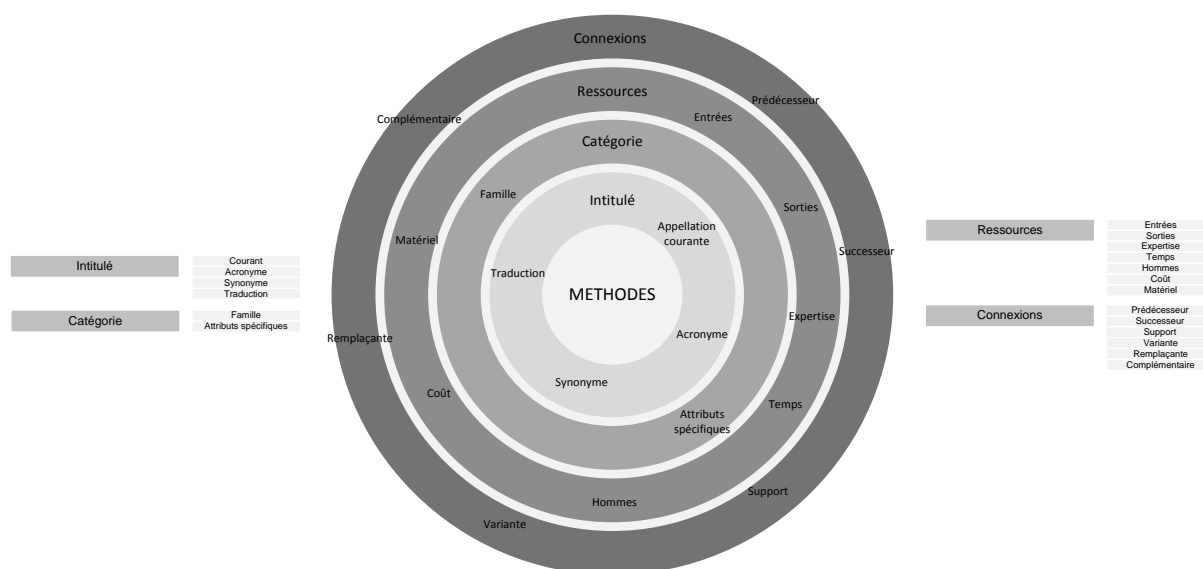 Connexions
Prédécesseur
Complémentaire
Ressources
Entrées
Catégorie
Famille
Intitulé
Sorties
Appellation
courante
Matériel
Successeur
Traduction
METHODES
Expertise
Acronyme
Remplaçante
Synonyme
Coût
Temps
Attributs
spécifiques
Support
Hommes
Variante
Intitulé
Courant
Acronyme
Synonyme
Traduction
Catégorie
Famille
Attributs spécifiques
Ressources
Entrées
Sorties
Expertise
Temps
Hommes
Coût
Matériel
Connexions
Prédécesseur
Successeur
Support
Variante
Remplaçante
Complémentaire